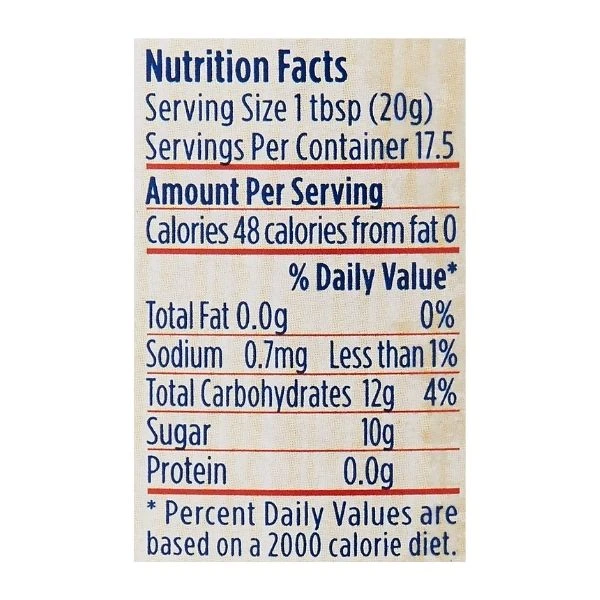 Nutrition Facts
Serving Size 1 tbsp (20g)
Servings Per Container 17.5
Amount Per Serving
Calories 48 calories from fat 0
% Daily Value*
Total Fat 0.0g 0%
Sodium 0.7mg Less than 1%
Total Carbohydrates 12g 4%
Sugar 10g
Protein 0.0g
* Percent Daily Values are
based on a 2000 calorie diet.